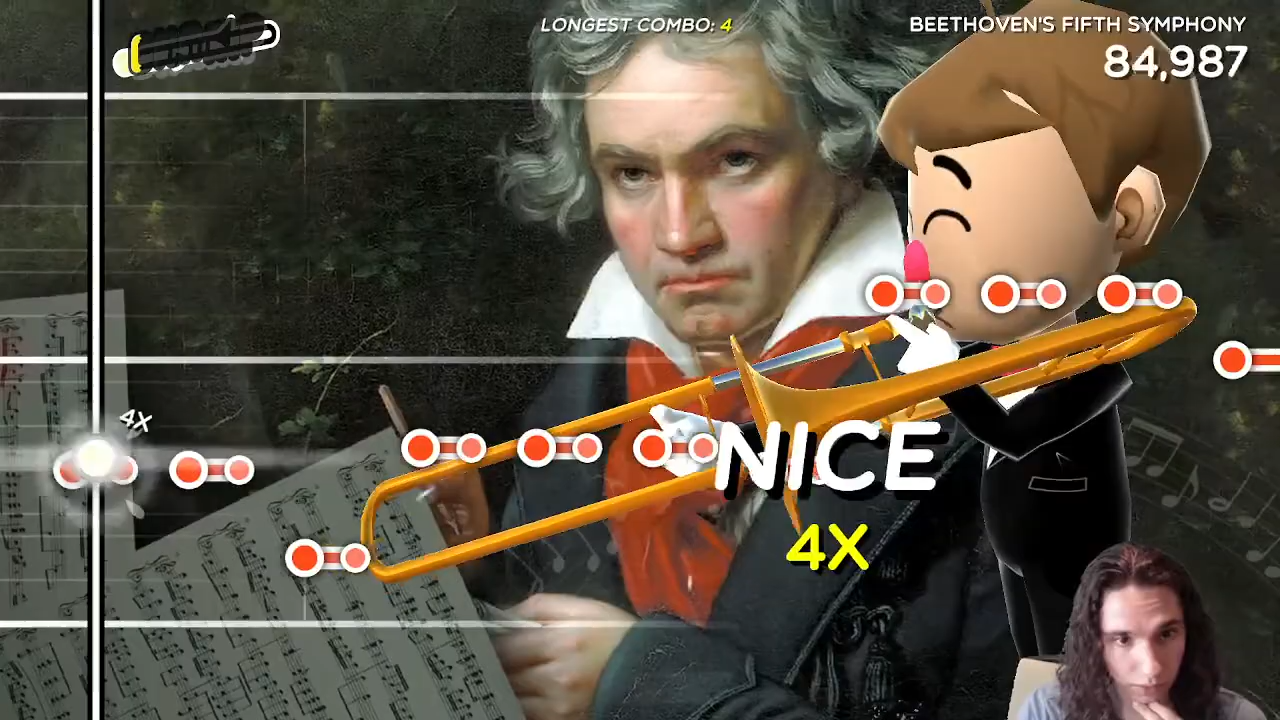 LONGEST COMBO: 4
BEETHOVEN'S FIFTH SYMPHONY
84,987
4X
NICE
4X